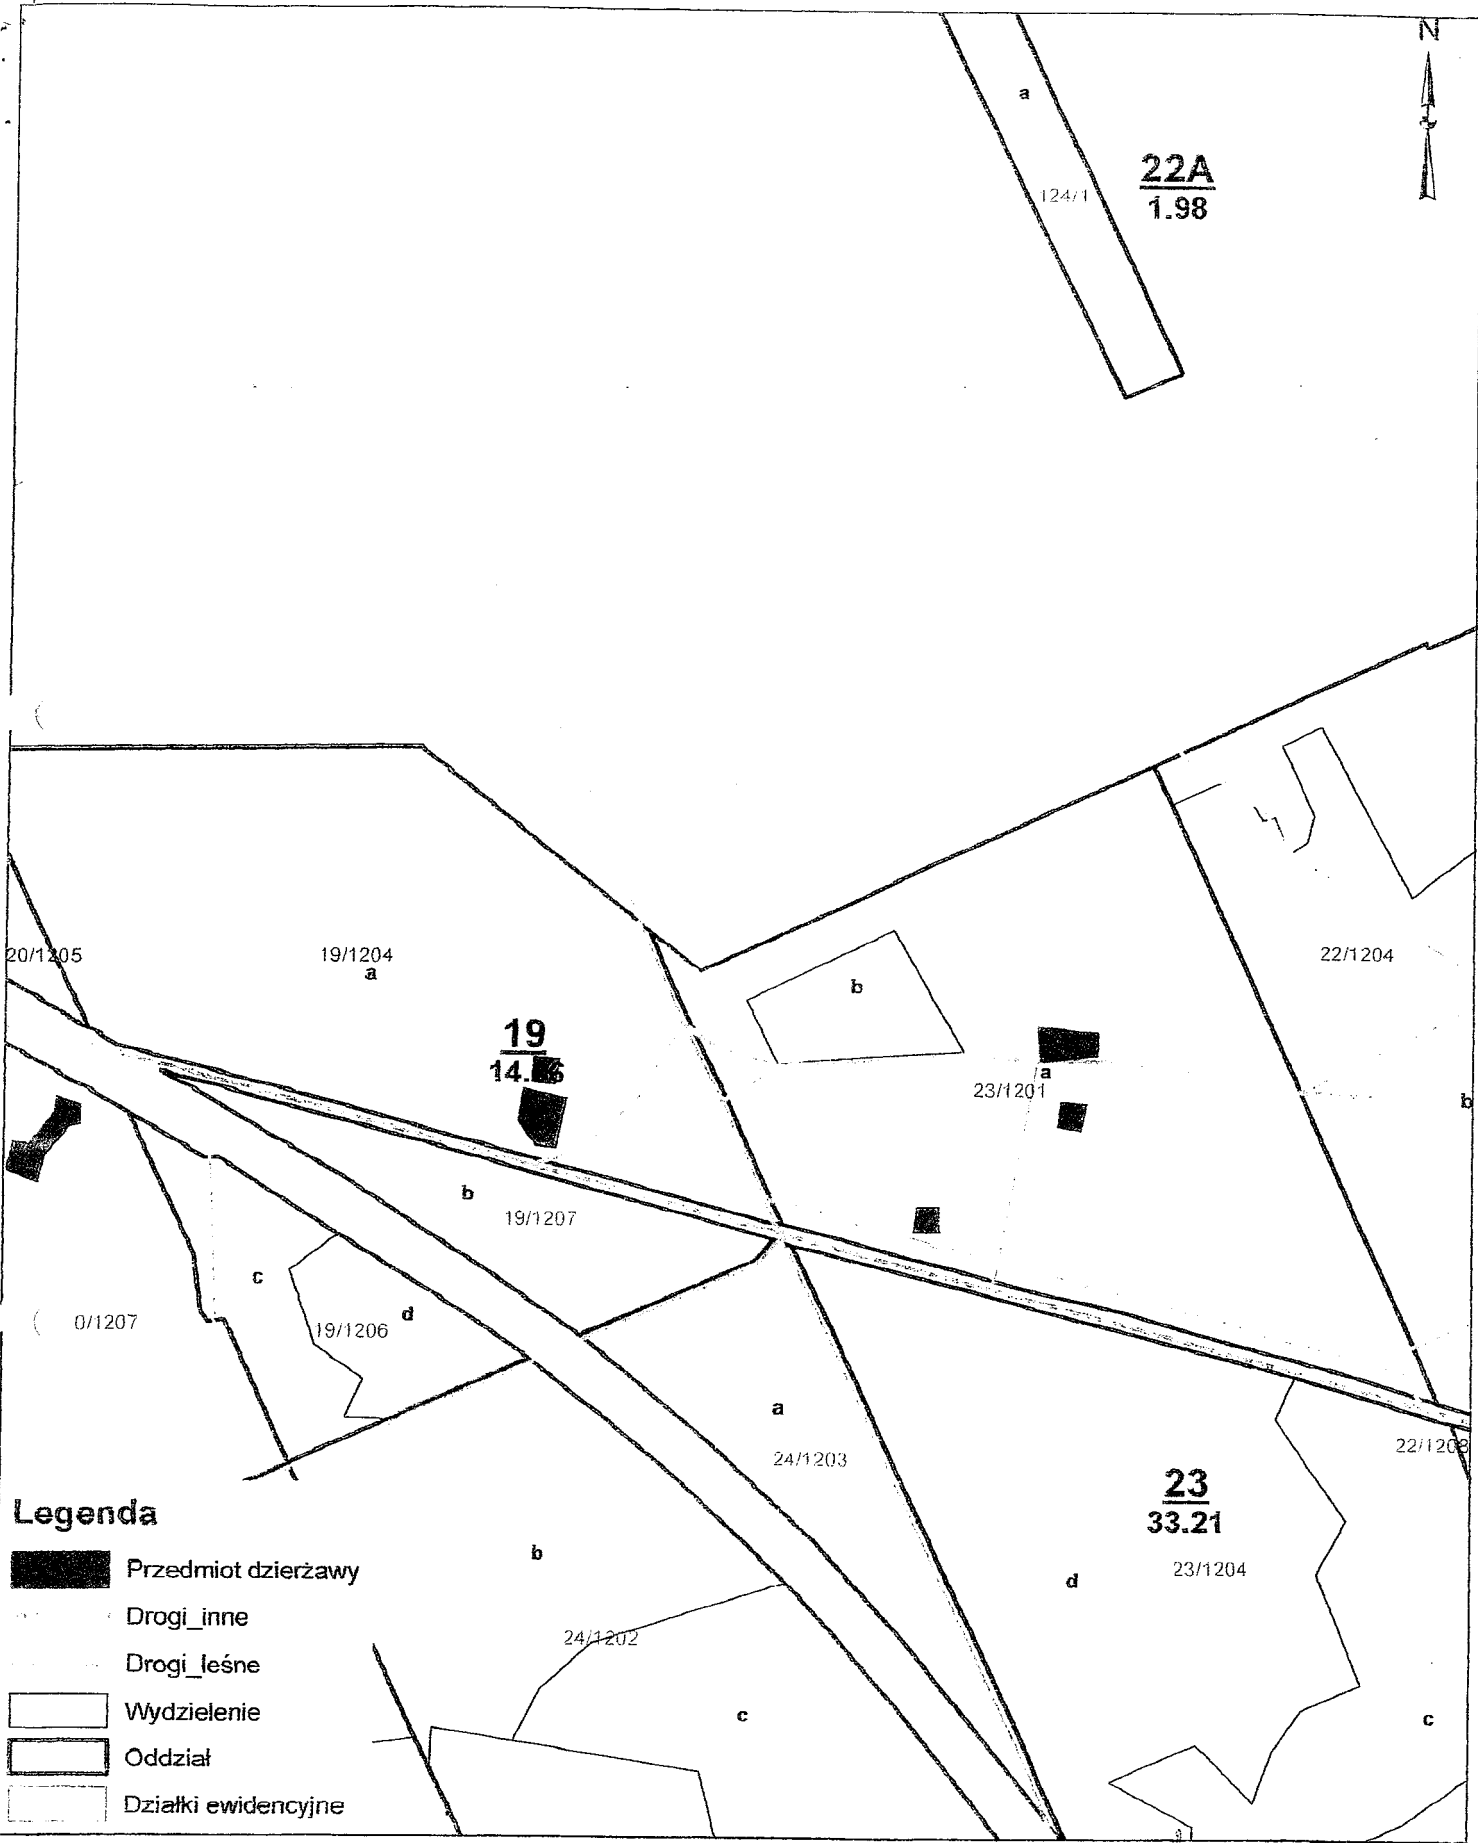 N
a
22A
1.98
124/1
20/1205
19/1204
a
22/1204
b
19
a
23/1201
b
b
19/1207
c
0/1207
19/1206
d
a
24/1203
22/1208
23
33.21
23/1204
d
b
24/1202
c
c
Legenda
Przedmiot dzierżawy
Drogi_inne
Drogi_leśne
Wydzielenie
Oddział
Działki ewidencyjne